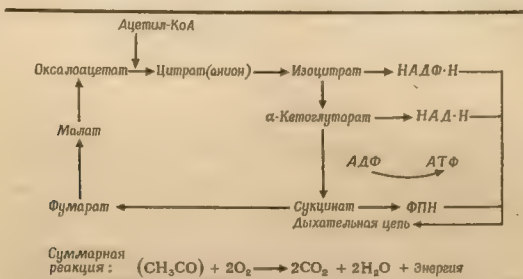 Ацетил-КоА
Оксалоацетат Цитрат(анион) Изоцитрат НАДФ·Н
α-Кетоглутарат НАД·Н
Малат
АДФ АТФ
Фумарат Сукцинат ФПН
Дыхательная цепь
Суммарная
реакция: (CH₃CO) + 2O₂ → 2CO₂ + 2H₂O + Энергия